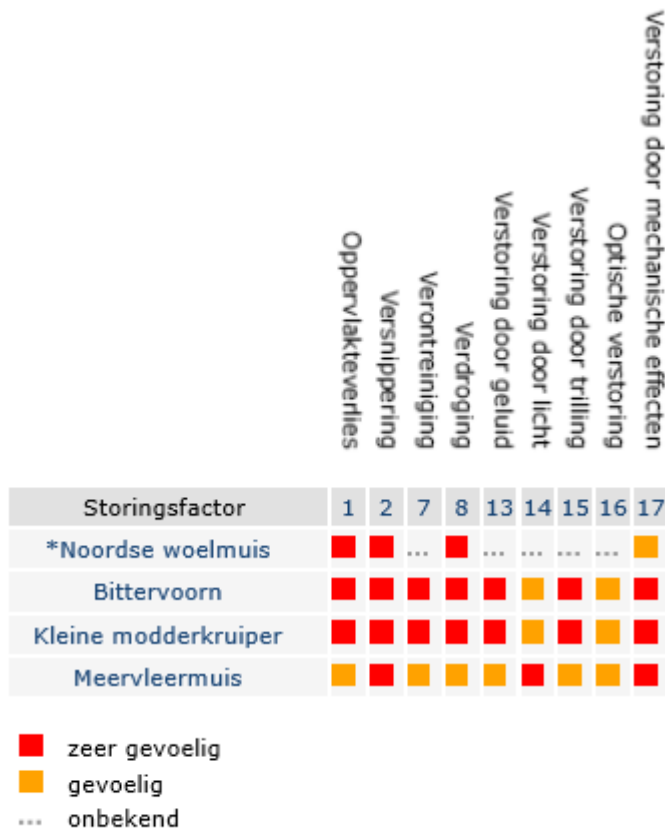 Oppervlakteverlies
Versnippering
Verontreiniging
Verdroging
Verstoring door geluid
Verstoring door licht
Verstoring door trilling
Optische verstoring
Verstoring door mechanische effecten
Storingsfactor 1 2 7 8 13 14 15 16 17
*Noordse woelmuis ... ... ... ... ...
Bittervoorn
Kleine modderkruiper
Meervleermuis
zeer gevoelig
gevoelig
... onbekend